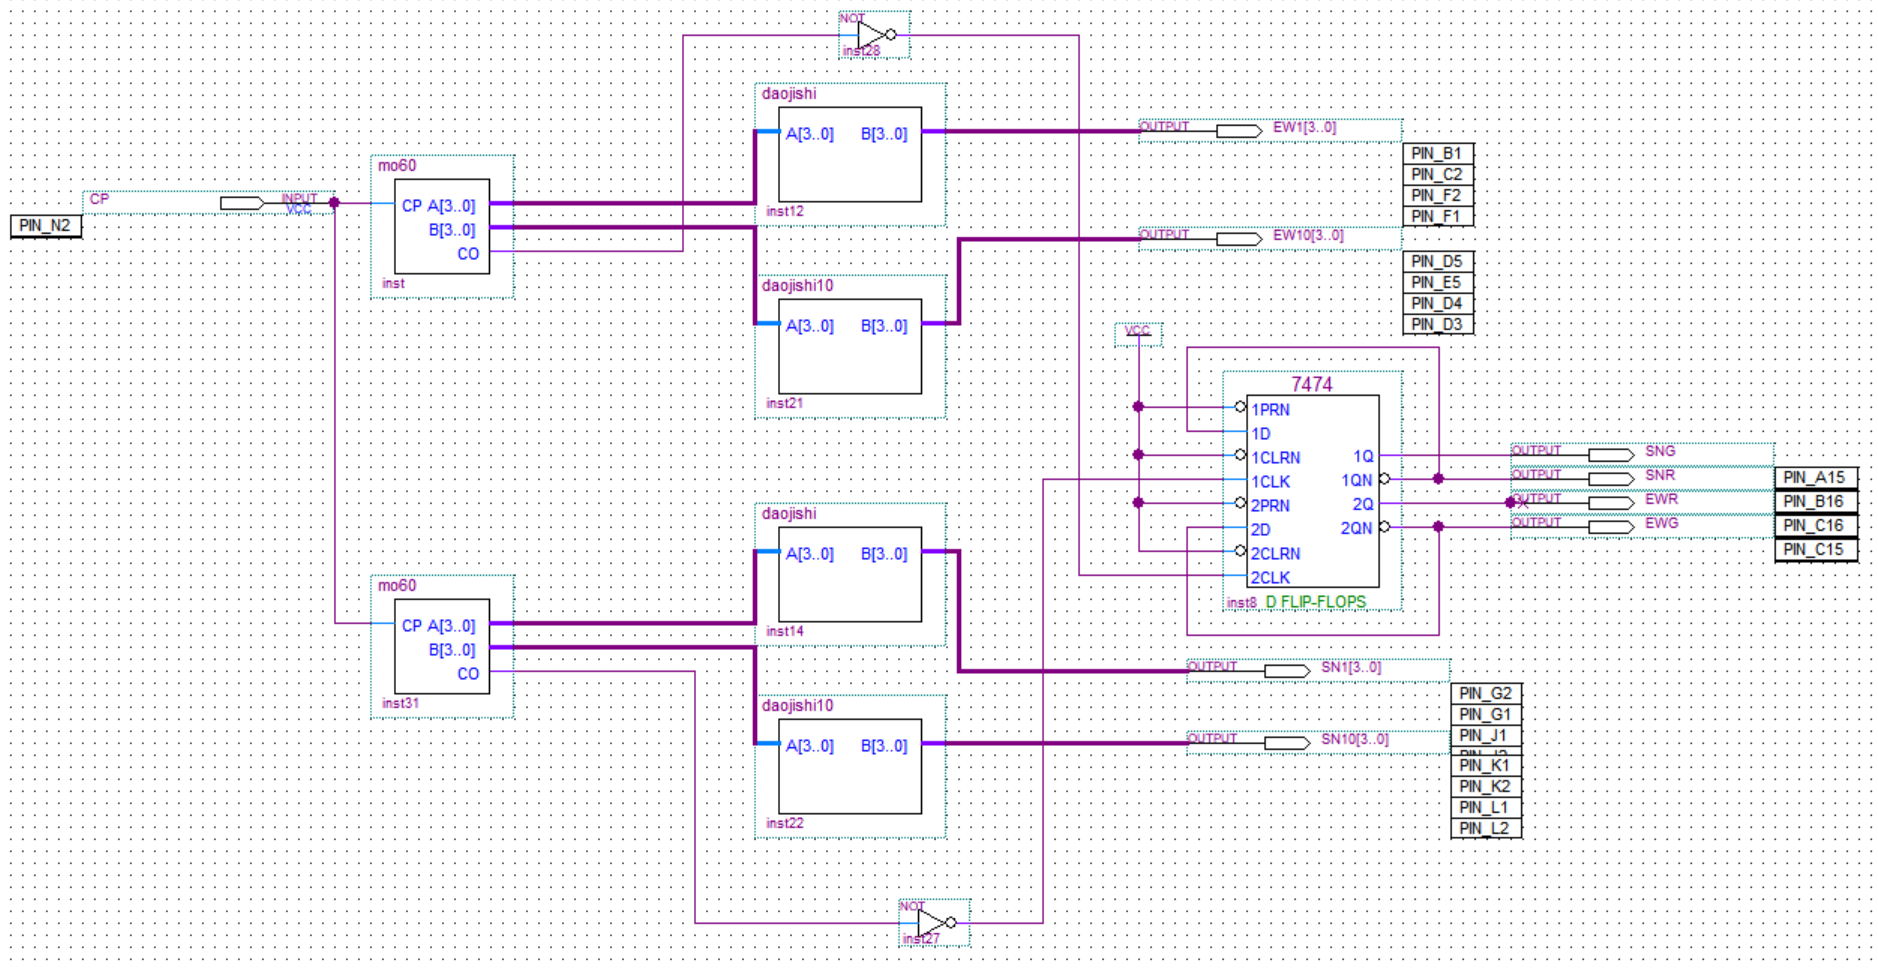 NOT
inst28
daojishi
A[3..0] B[3..0]
inst12
OUTPUT EW1[3..0]
PIN_B1
PIN_C2
PIN_F2
PIN_F1
mo60
CP A[3..0]
B[3..0]
CO
inst
CP INPUT
VCC
PIN_N2
OUTPUT EW10[3..0]
PIN_D5
PIN_E5
PIN_D4
PIN_D3
daojishi10
A[3..0] B[3..0]
inst21
VCC
7474
1PRN
1D
1CLRN 1Q
1CLK 1QN
2PRN 2Q
2D 2QN
2CLRN
2CLK
inst8 D FLIP-FLOPS
OUTPUT SNG
OUTPUT SNR
OUTPUT EWR
OUTPUT EWG
PIN_A15
PIN_B16
PIN_C16
PIN_C15
daojishi
A[3..0] B[3..0]
inst14
mo60
CP A[3..0]
B[3..0]
CO
inst31
OUTPUT SN1[3..0]
PIN_G2
PIN_G1
PIN_J1
daojishi10
A[3..0] B[3..0]
inst22
OUTPUT SN10[3..0]
PIN_K1
PIN_K2
PIN_L1
PIN_L2
NOT
inst27